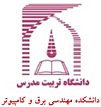 دانشگاه تربیت مدرس
دانشکده مهندسی برق و کامپیوتر